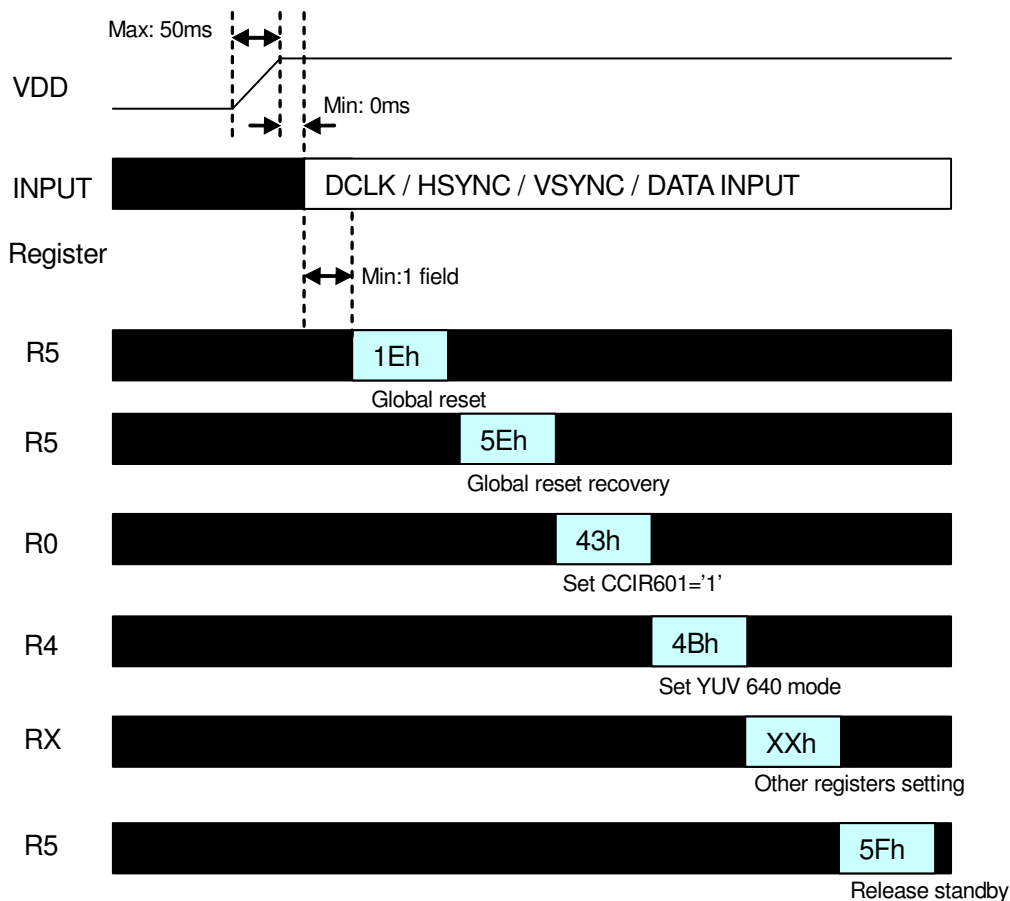 Max: 50ms
VDD
Min: 0ms
INPUT
DCLK / HSYNC / VSYNC / DATA INPUT
Register
Min:1 field
R5
1Eh
Global reset
R5
5Eh
Global reset recovery
R0
43h
Set CCIR601='1'
R4
4Bh
Set YUV 640 mode
RX
XXh
Other registers setting
R5
5Fh
Release standby